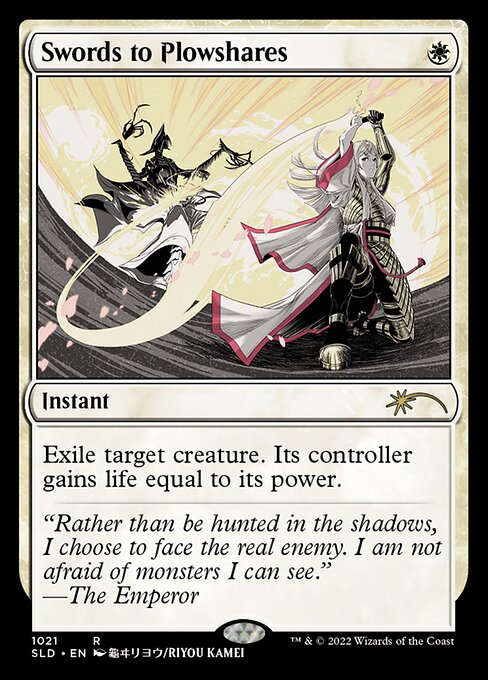 Swords to Plowshares
Instant
Exile target creature. Its controller
gains life equal to its power.
“Rather than be hunted in the shadows,
I choose to face the real enemy. I am not
afraid of monsters I can see.”
—The Emperor
1021 R
SLD • EN 龜ヰリヨウ/RIYOU KAMEI
™ & © 2022 Wizards of the Coast